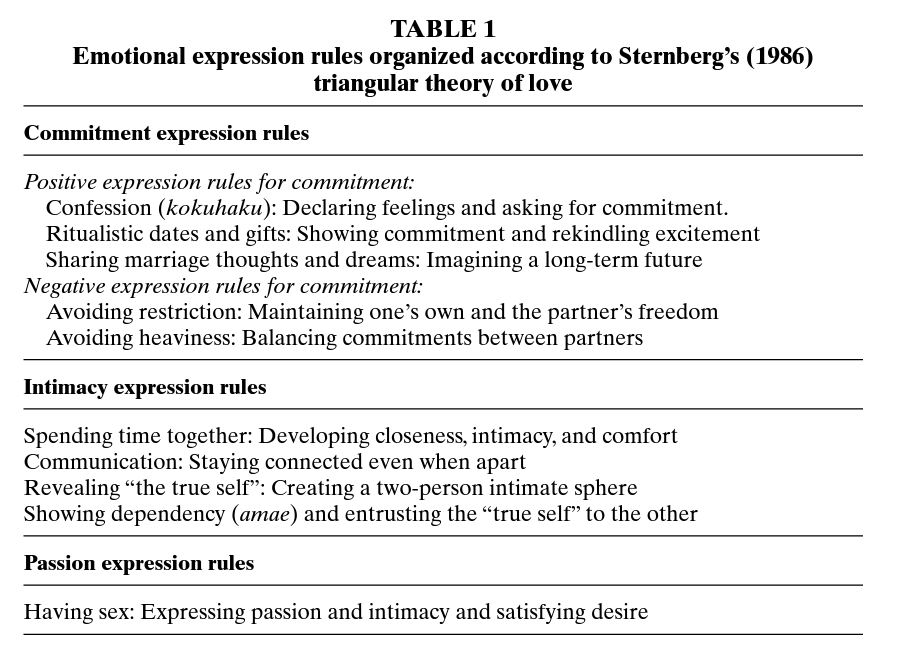 TABLE 1
Emotional expression rules organized according to Sternberg’s (1986)
triangular theory of love
Commitment expression rules
Positive expression rules for commitment:
Confession (kokuhaku): Declaring feelings and asking for commitment.
Ritualistic dates and gifts: Showing commitment and rekindling excitement
Sharing marriage thoughts and dreams: Imagining a long-term future
Negative expression rules for commitment:
Avoiding restriction: Maintaining one’s own and the partner’s freedom
Avoiding heaviness: Balancing commitments between partners
Intimacy expression rules
Spending time together: Developing closeness, intimacy, and comfort
Communication: Staying connected even when apart
Revealing “the true self”: Creating a two-person intimate sphere
Showing dependency (amae) and entrusting the “true self” to the other
Passion expression rules
Having sex: Expressing passion and intimacy and satisfying desire